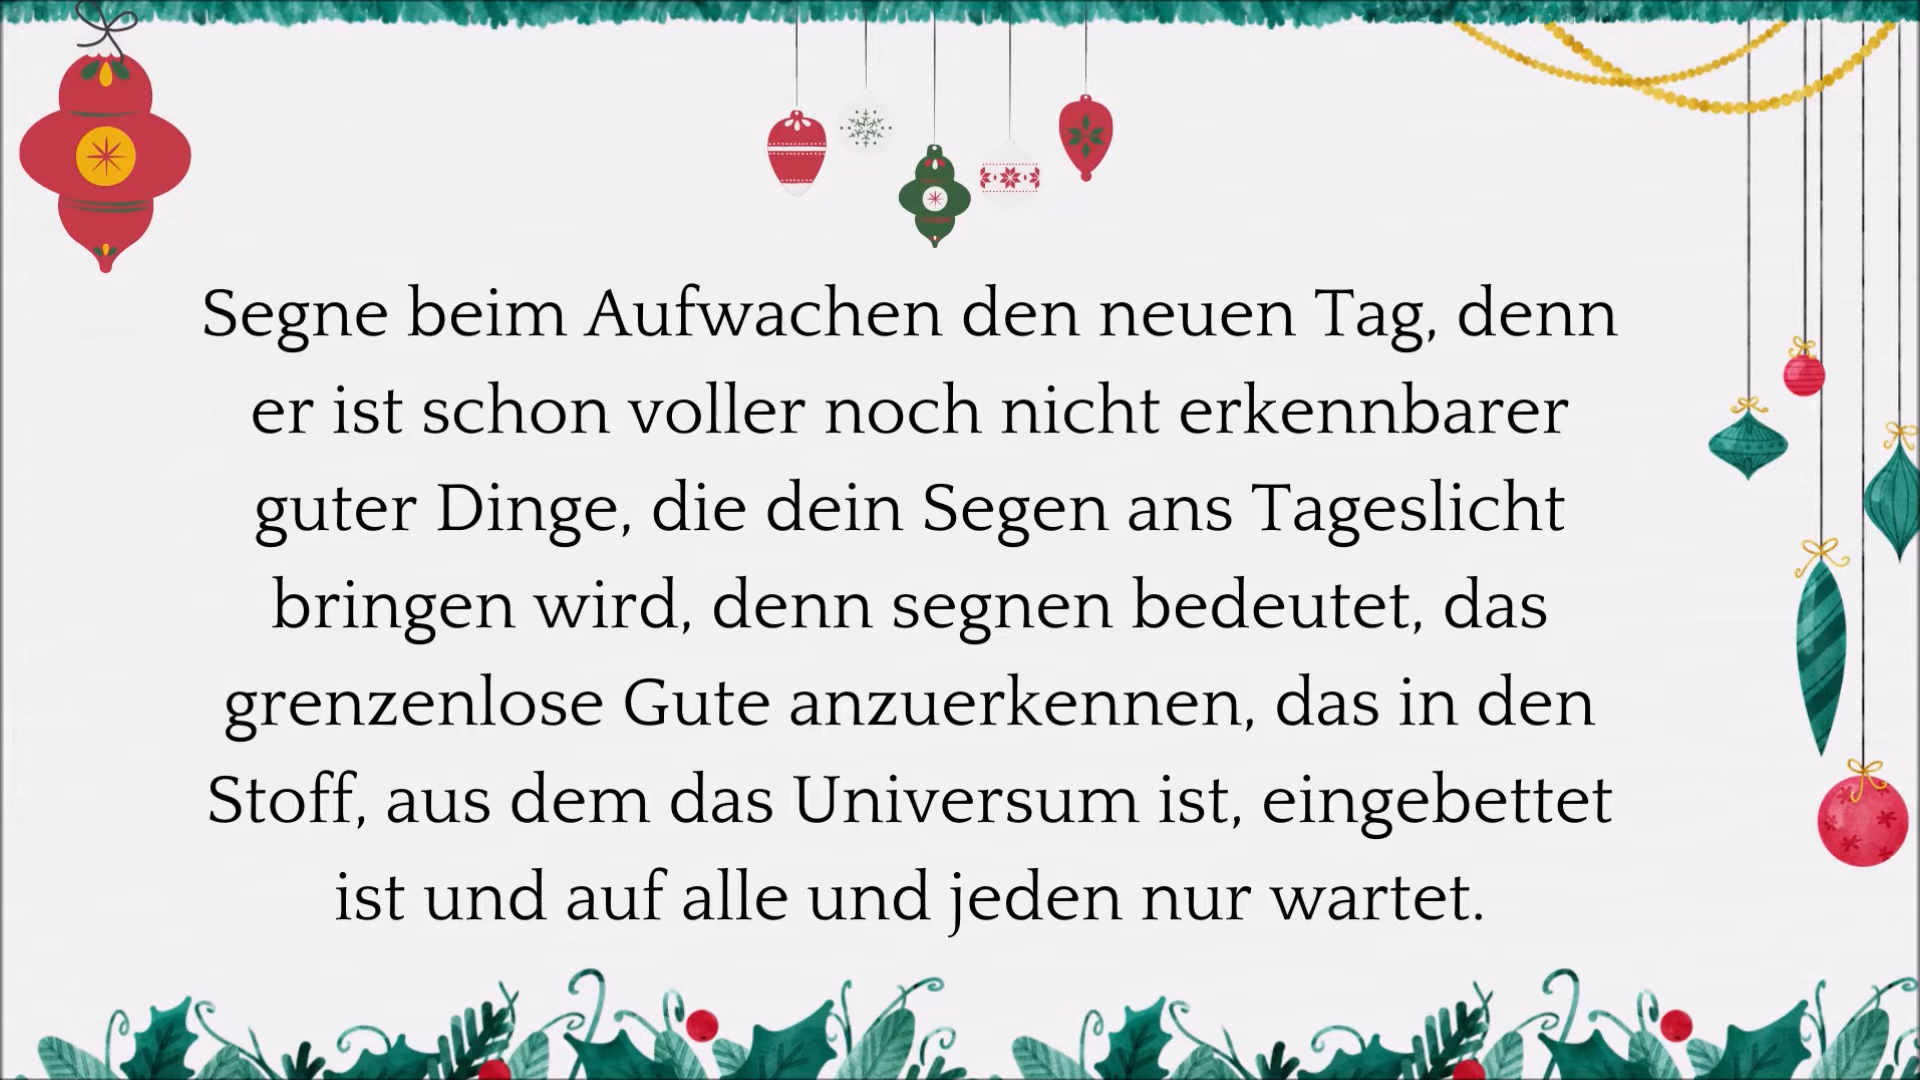 Segne beim Aufwachen den neuen Tag, denn
er ist schon voller noch nicht erkennbarer
guter Dinge, die dein Segen ans Tageslicht
bringen wird, denn segnen bedeutet, das
grenzenlose Gute anzuerkennen, das in den
Stoff, aus dem das Universum ist, eingebettet
ist und auf alle und jeden nur wartet.